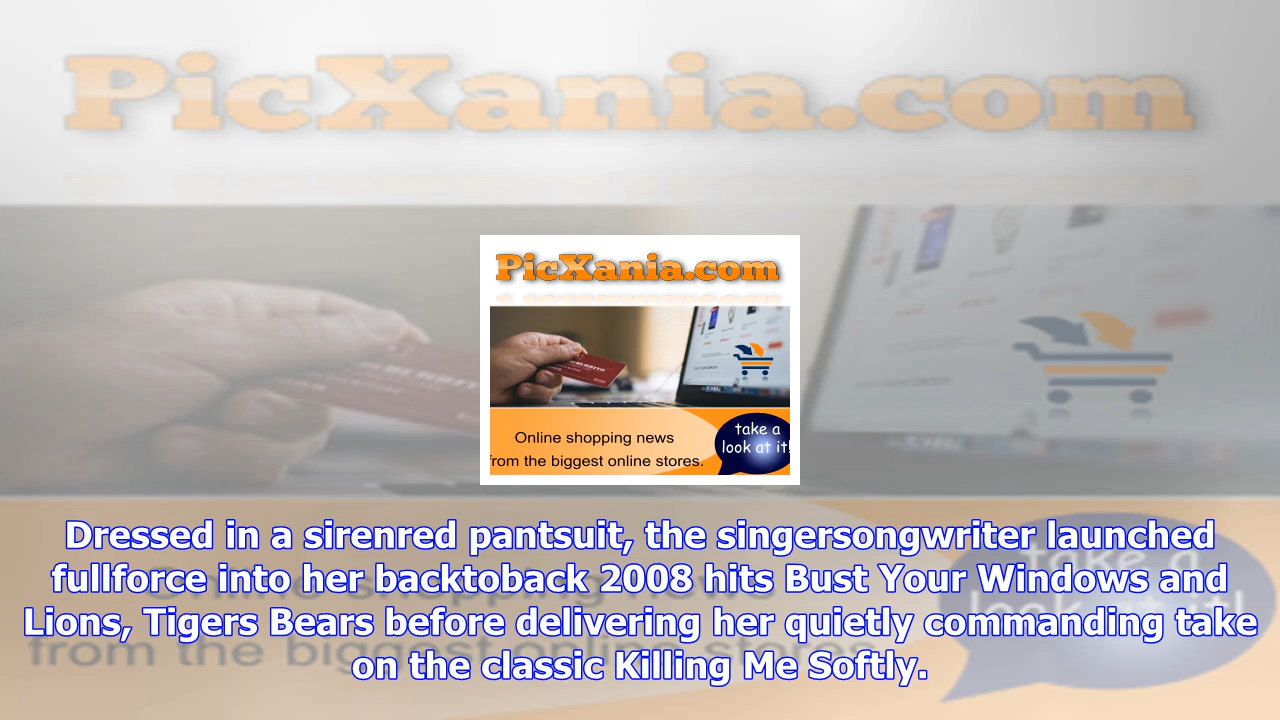 PicXania.com
PicXania.com
Online shopping news
from the biggest online stores.
take a
look at it!
Dressed in a sirenred pantsuit, the singersongwriter launched
fullforce into her backtoback 2008 hits Bust Your Windows and
Lions, Tigers Bears before delivering her quietly commanding take
on the classic Killing Me Softly.